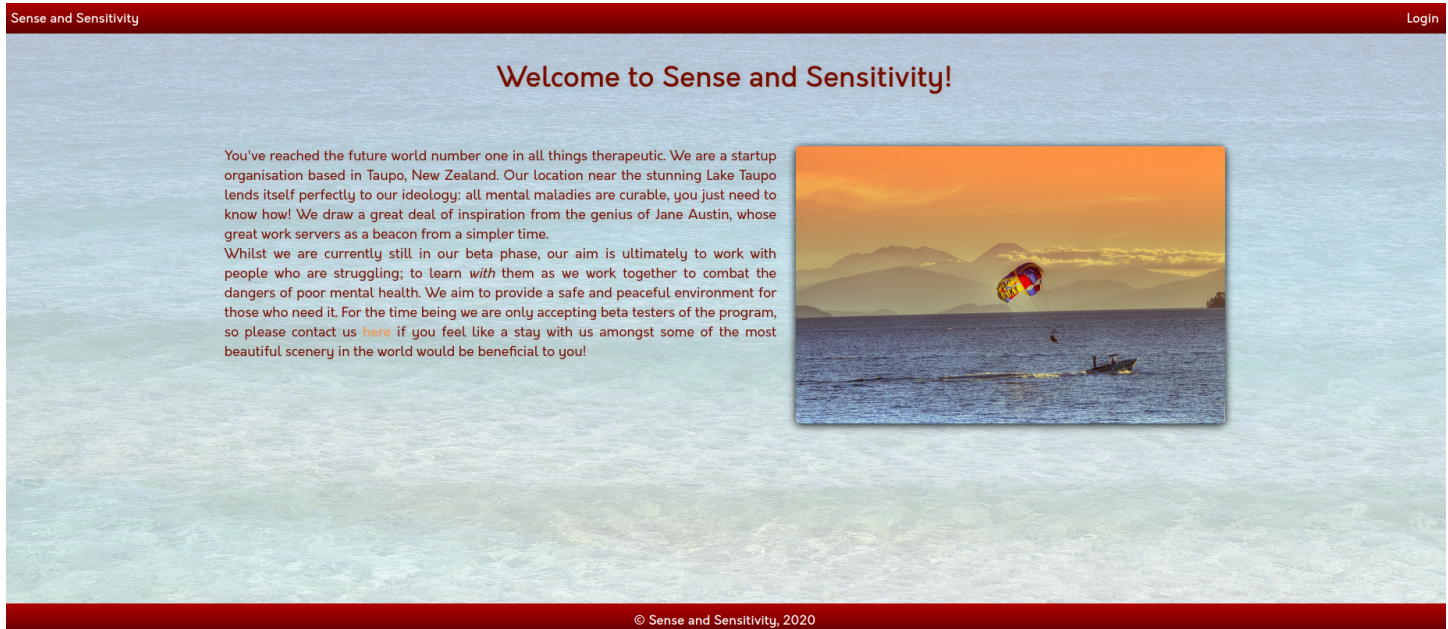 Sense and Sensitivity
Login
Welcome to Sense and Sensitivity!
You've reached the future world number one in all things therapeutic. We are a startup
organisation based in Taupo, New Zealand. Our location near the stunning Lake Taupo
lends itself perfectly to our ideology: all mental maladies are curable, you just need to
know how! We draw a great deal of inspiration from the genius of Jane Austin, whose
great work servers as a beacon from a simpler time.
Whilst we are currently still in our beta phase, our aim is ultimately to work with
people who are struggling; to learn with them as we work together to combat the
dangers of poor mental health. We aim to provide a safe and peaceful environment for
those who need it. For the time being we are only accepting beta testers of the program,
so please contact us here if you feel like a stay with us amongst some of the most
beautiful scenery in the world would be beneficial to you!
© Sense and Sensitivity, 2020